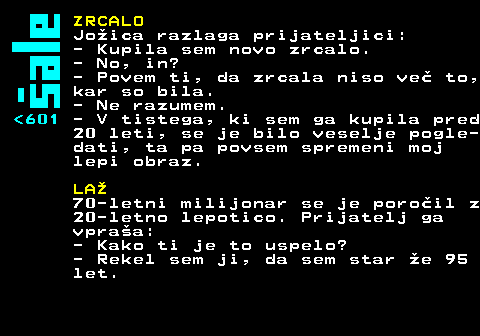 šale
<601
ZRCALO
Jožica razlaga prijateljici:
- Kupila sem novo zrcalo.
- No, in?
- Povem ti, da zrcala niso več to,
kar so bila.
- Ne razumem.
- V tistega, ki sem ga kupila pred
20 leti, se je bilo veselje pogle-
dati, ta pa povsem spremeni moj
lepi obraz.
LAŽ
70-letni milijonar se je poročil z
20-letno lepotico. Prijatelj ga
vpraša:
- Kako ti je to uspelo?
- Rekel sem ji, da sem star že 95
let.